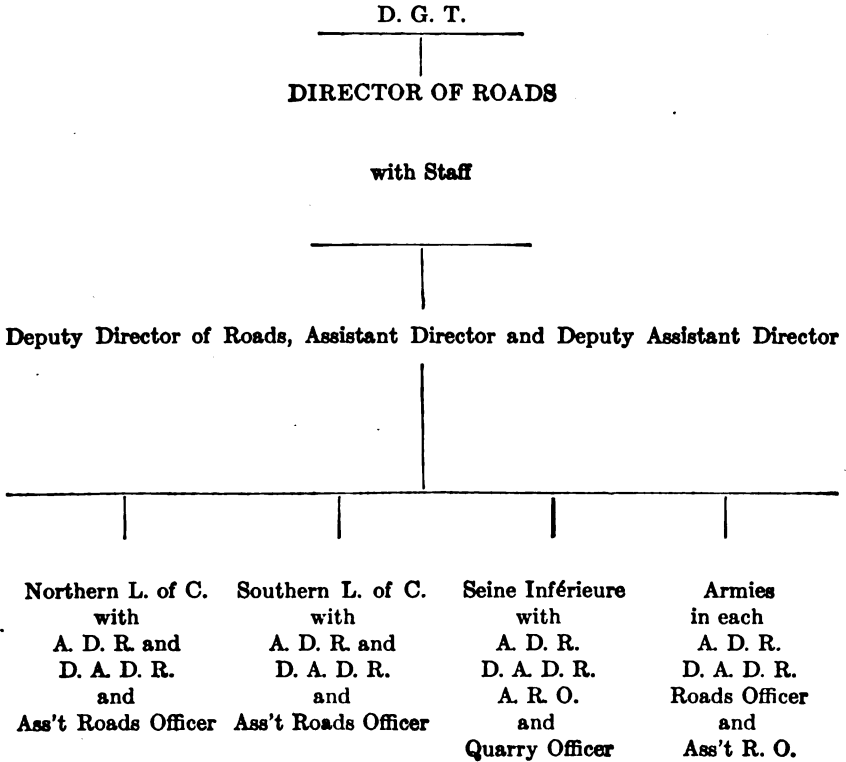 D. G. T.
DIRECTOR OF ROADS
with Staff
Deputy Director of Roads, Assistant Director and Deputy Assistant Director
Northern L. of C.
with
A. D. R. and
D. A. D. R.
and
Ass't Roads Officer
Southern L. of C.
with
A. D. R. and
D. A. D. R.
and
Ass't Roads Officer
Seine Inférieure
with
A. D. R.
D. A. D. R.
A. R. O.
and
Quarry Officer
Armies
in each
A. D. R.
D. A. D. R.
Roads Officer
and
Ass't R. O.